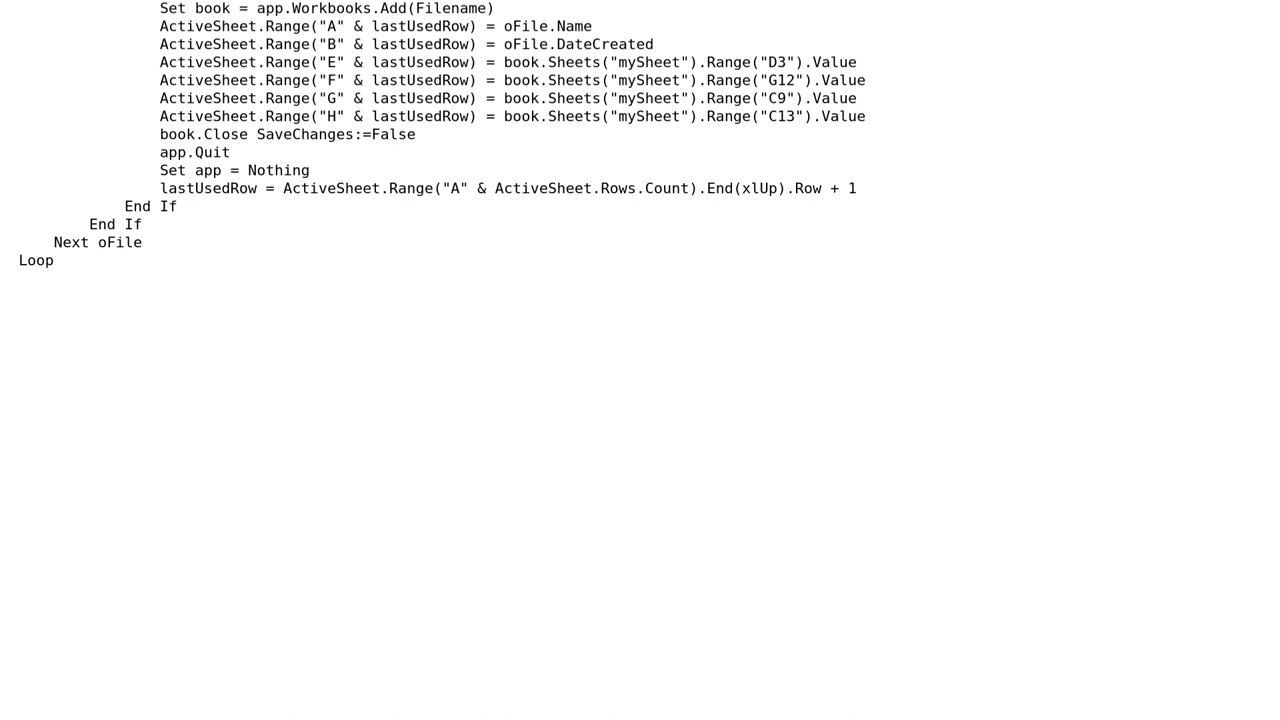 Set book = app.Workbooks.Add(Filename)
ActiveSheet.Range("A" & lastUsedRow) = oFile.Name
ActiveSheet.Range("B" & lastUsedRow) = oFile.DateCreated
ActiveSheet.Range("E" & lastUsedRow) = book.Sheets("mySheet").Range("D3").Value
ActiveSheet.Range("F" & lastUsedRow) = book.Sheets("mySheet").Range("G12").Value
ActiveSheet.Range("G" & lastUsedRow) = book.Sheets("mySheet").Range("C9").Value
ActiveSheet.Range("H" & lastUsedRow) = book.Sheets("mySheet").Range("C13").Value
book.Close SaveChanges:=False
app.Quit
Set app = Nothing
lastUsedRow = ActiveSheet.Range("A" & ActiveSheet.Rows.Count).End(xlUp).Row + 1
End If
End If
Next oFile
Loop